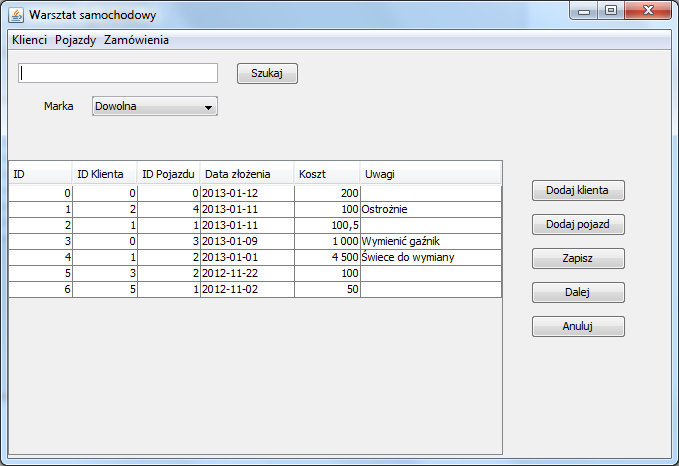 Warsztat samochodowy
Klienci Pojazdy Zamówienia
Szukaj
Marka Dowolna
ID ID Klienta ID Pojazdu Data złożenia Koszt Uwagi
0 0 0 2013-01-12 200
1 2 4 2013-01-11 100 Ostrożnie
2 1 1 2013-01-11 100,5
3 0 3 2013-01-09 1 000 Wymienić gaźnik
4 1 2 2013-01-01 4 500 Świece do wymiany
5 3 2 2012-11-22 100
6 5 1 2012-11-02 50
Dodaj klienta
Dodaj pojazd
Zapisz
Dalej
Anuluj